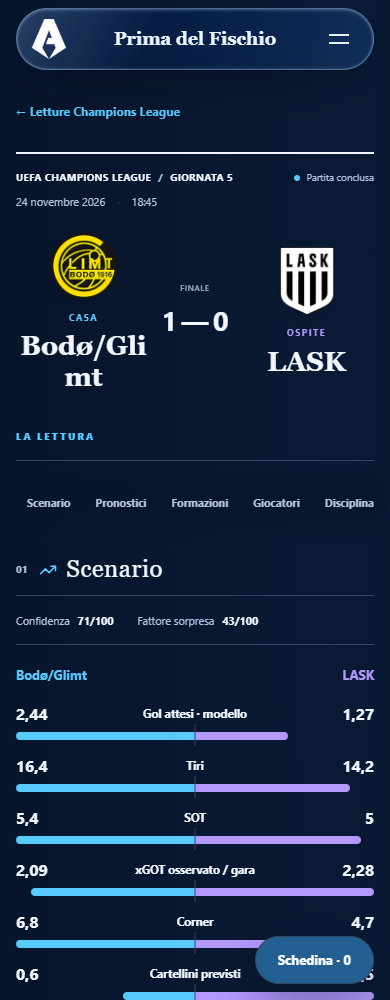 Prima del Fischio
← Letture Champions League
UEFA CHAMPIONS LEAGUE / GIORNATA 5
Partita conclusa
24 novembre 2026 · 18:45
LIMT
BODØ 1916
LASK
CASA
FINALE
OSPITE
Bodø/Gli
mt
1 — 0
LASK
LA LETTURA
Scenario Pronostici Formazioni Giocatori Disciplina
01 Scenario
Confidenza 71/100 Fattore sorpresa 43/100
Bodø/Glimt LASK
2,44 Gol attesi · modello 1,27
16,4 Tiri 14,2
5,4 SOT 5
2,09 xGOT osservato / gara 2,28
6,8 Corner 4,7
0,6 Cartellini previsti
Schedina · 0